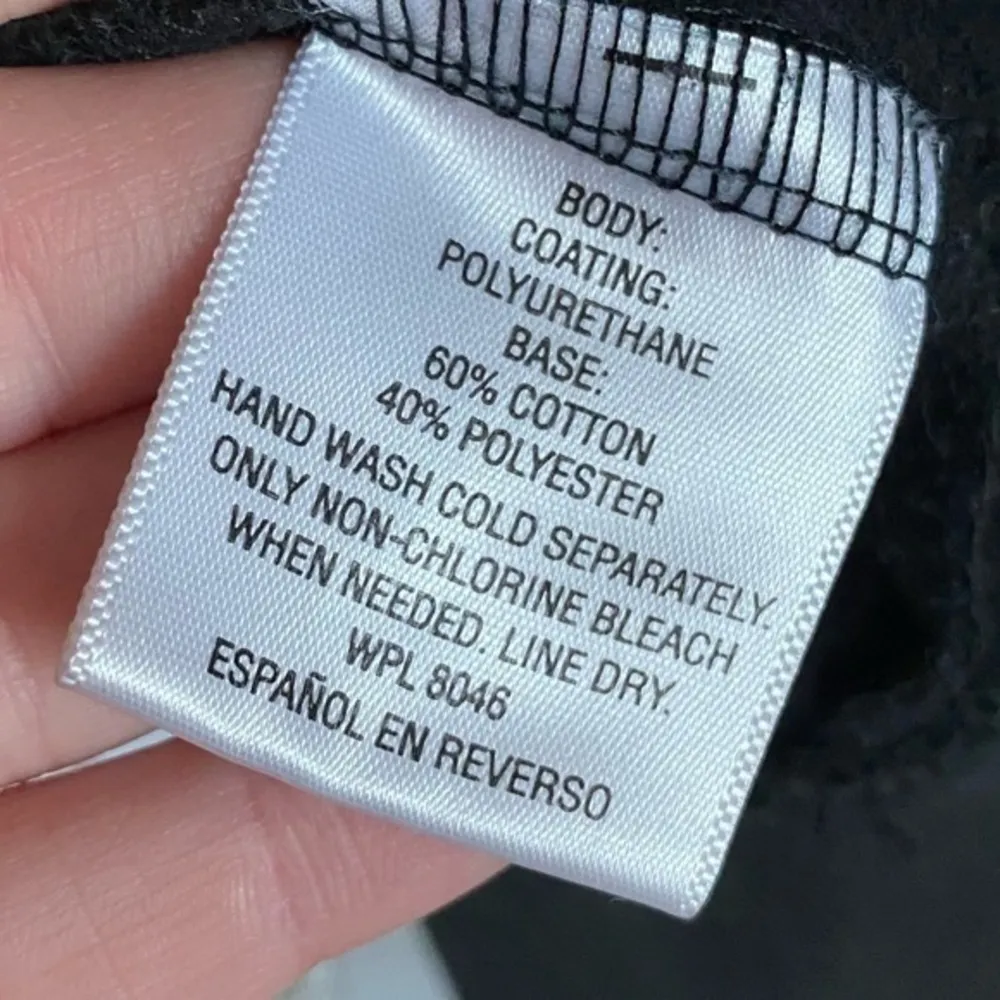 BODY:
COATING:
POLYURETHANE
BASE:
60% COTTON
40% POLYESTER
HAND WASH COLD SEPARATELY.
ONLY NON-CHLORINE BLEACH
WHEN NEEDED. LINE DRY.
WPL 8046
ESPAÑOL EN REVERSO